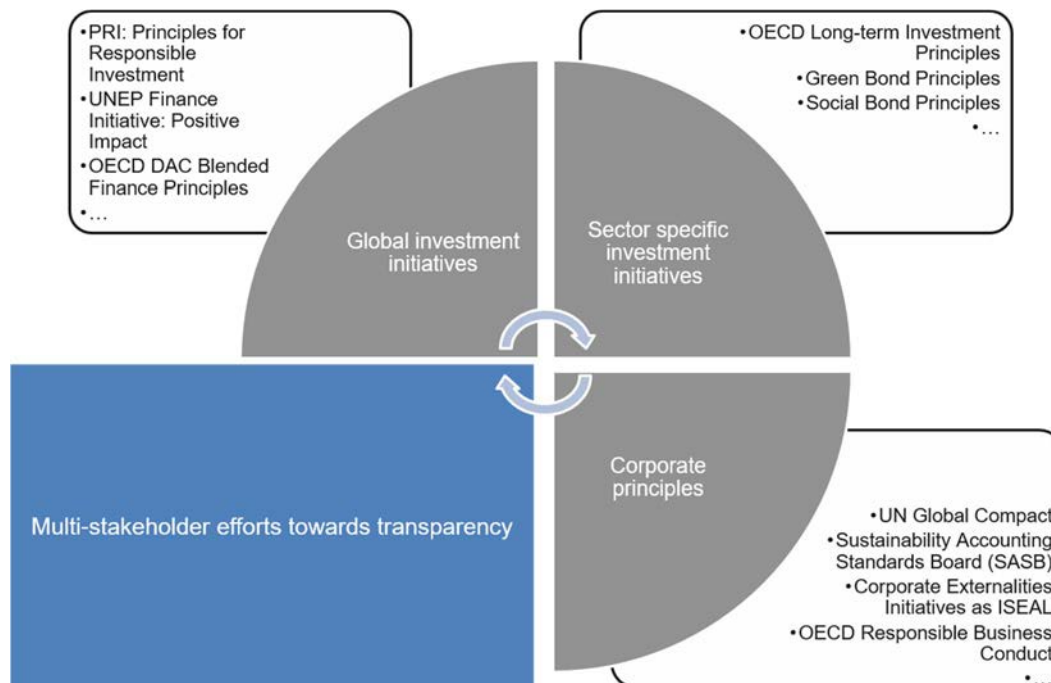 •PRI: Principles for
Responsible
Investment
•UNEP Finance
Initiative: Positive
Impact
•OECD DAC Blended
Finance Principles
•...
•OECD Long-term Investment
Principles
•Green Bond Principles
•Social Bond Principles
•...
Global investment
initiatives
Sector specific
investment
initiatives
Multi-stakeholder efforts towards transparency
Corporate
principles
•UN Global Compact
•Sustainability Accounting
Standards Board (SASB)
•Corporate Externalities
Initiatives as ISEAL
•OECD Responsible Business
Conduct
•...